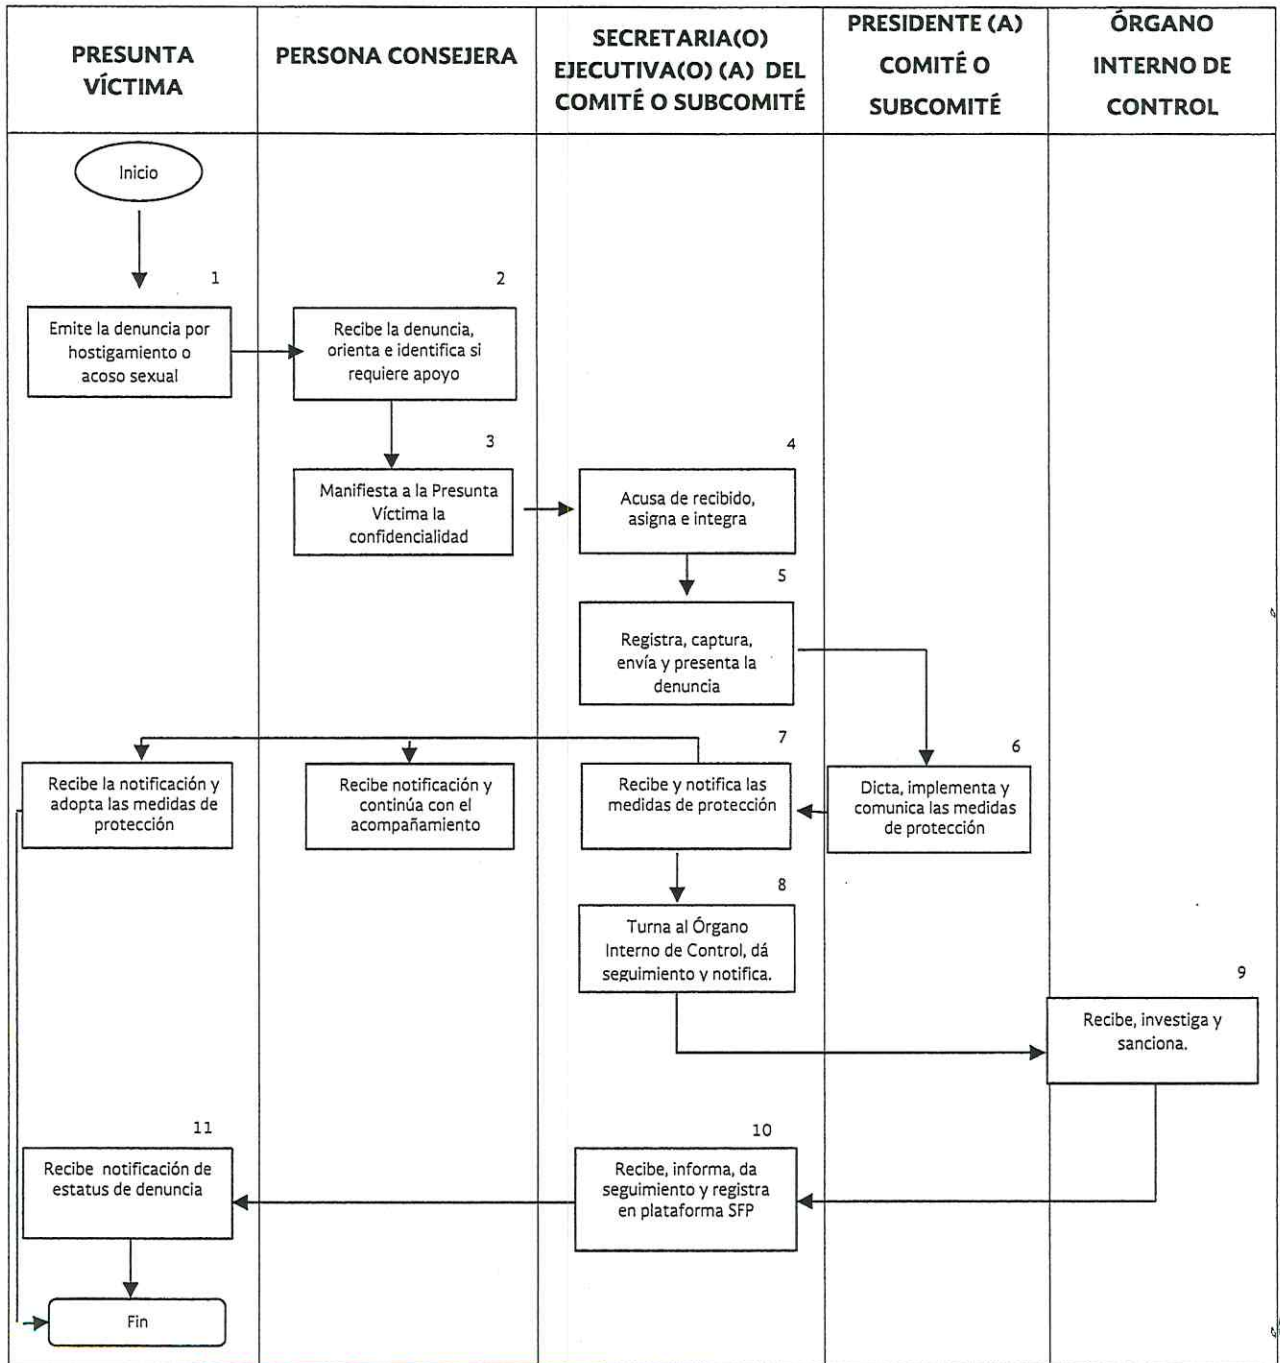 PRESUNTA
VÍCTIMA
PERSONA CONSEJERA
SECRETARIA(O)
EJECUTIVA(O) (A) DEL
COMITÉ O SUBCOMITÉ
PRESIDENTE (A)
COMITÉ O
SUBCOMITÉ
ÓRGANO
INTERNO DE
CONTROL
Inicio
1
Emite la denuncia por
hostigamiento o
acoso sexual
2
Recibe la denuncia,
orienta e identifica si
requiere apoyo
3
Manifiesta a la Presunta
Víctima la
confidencialidad
4
Acusa de recibido,
asigna e integra
5
Registra, captura,
envía y presenta la
denuncia
6
Dicta, implementa y
comunica las medidas
de protección
7
Recibe y notifica las
medidas de protección
Recibe notificación y
continúa con el
acompañamiento
Recibe la notificación y
adopta las medidas de
protección
8
Turna al Órgano
Interno de Control, dá
seguimiento y notifica.
9
Recibe, investiga y
sanciona.
10
Recibe, informa, da
seguimiento y registra
en plataforma SFP
11
Recibe notificación de
estatus de denuncia
Fin